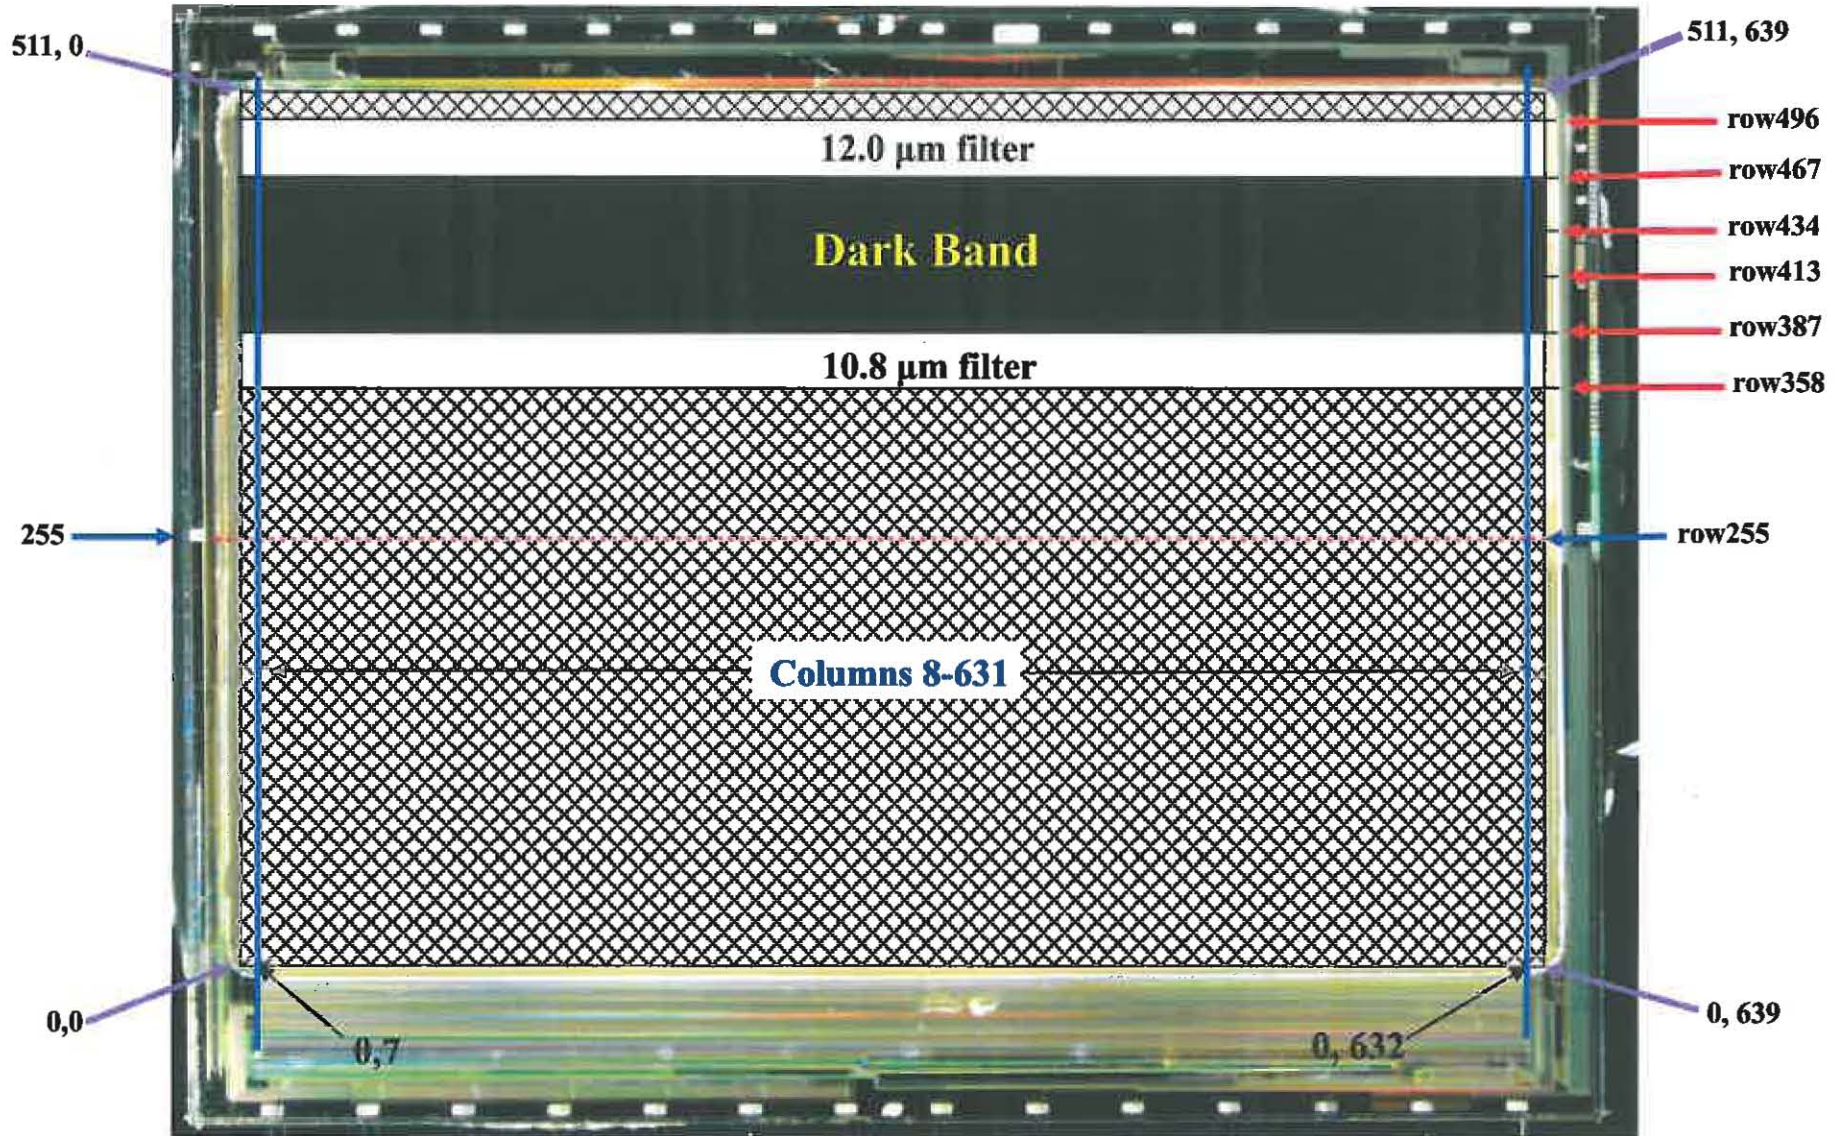 511, 0
511, 639
row496
12.0 µm filter
row467
row434
Dark Band
row413
row387
10.8 µm filter
row358
255
row255
Columns 8-631
0,0
0,7
0, 632
0, 639